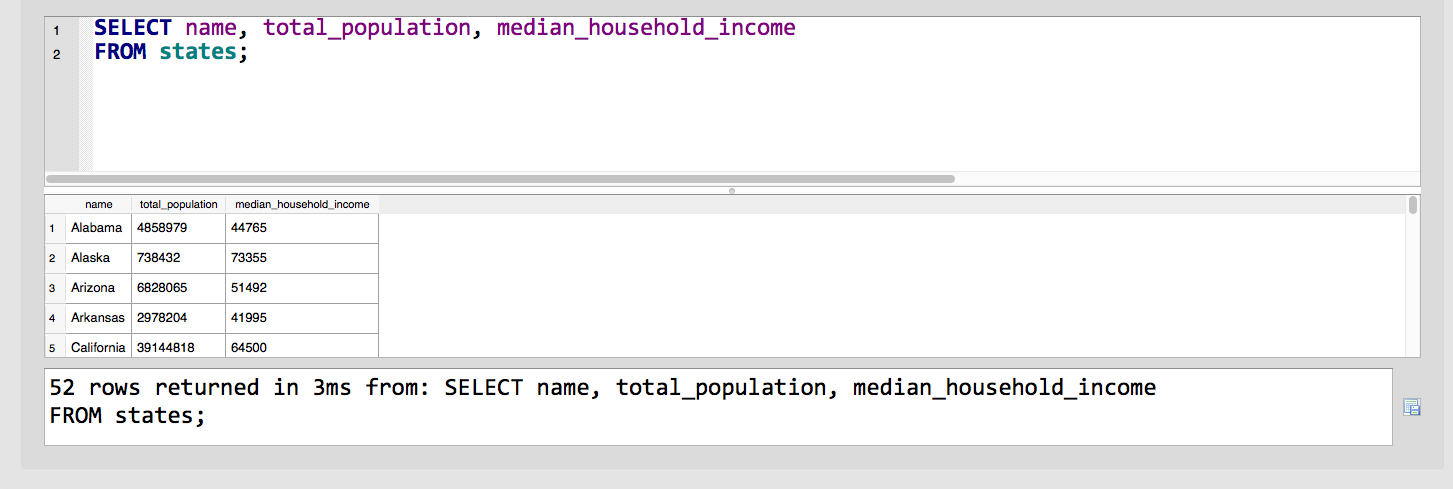 1 SELECT name, total_population, median_household_income
2 FROM states;
name total_population median_household_income
1 Alabama 4858979 44765
2 Alaska 738432 73355
3 Arizona 6828065 51492
4 Arkansas 2978204 41995
5 California 39144818 64500
52 rows returned in 3ms from: SELECT name, total_population, median_household_income
FROM states;